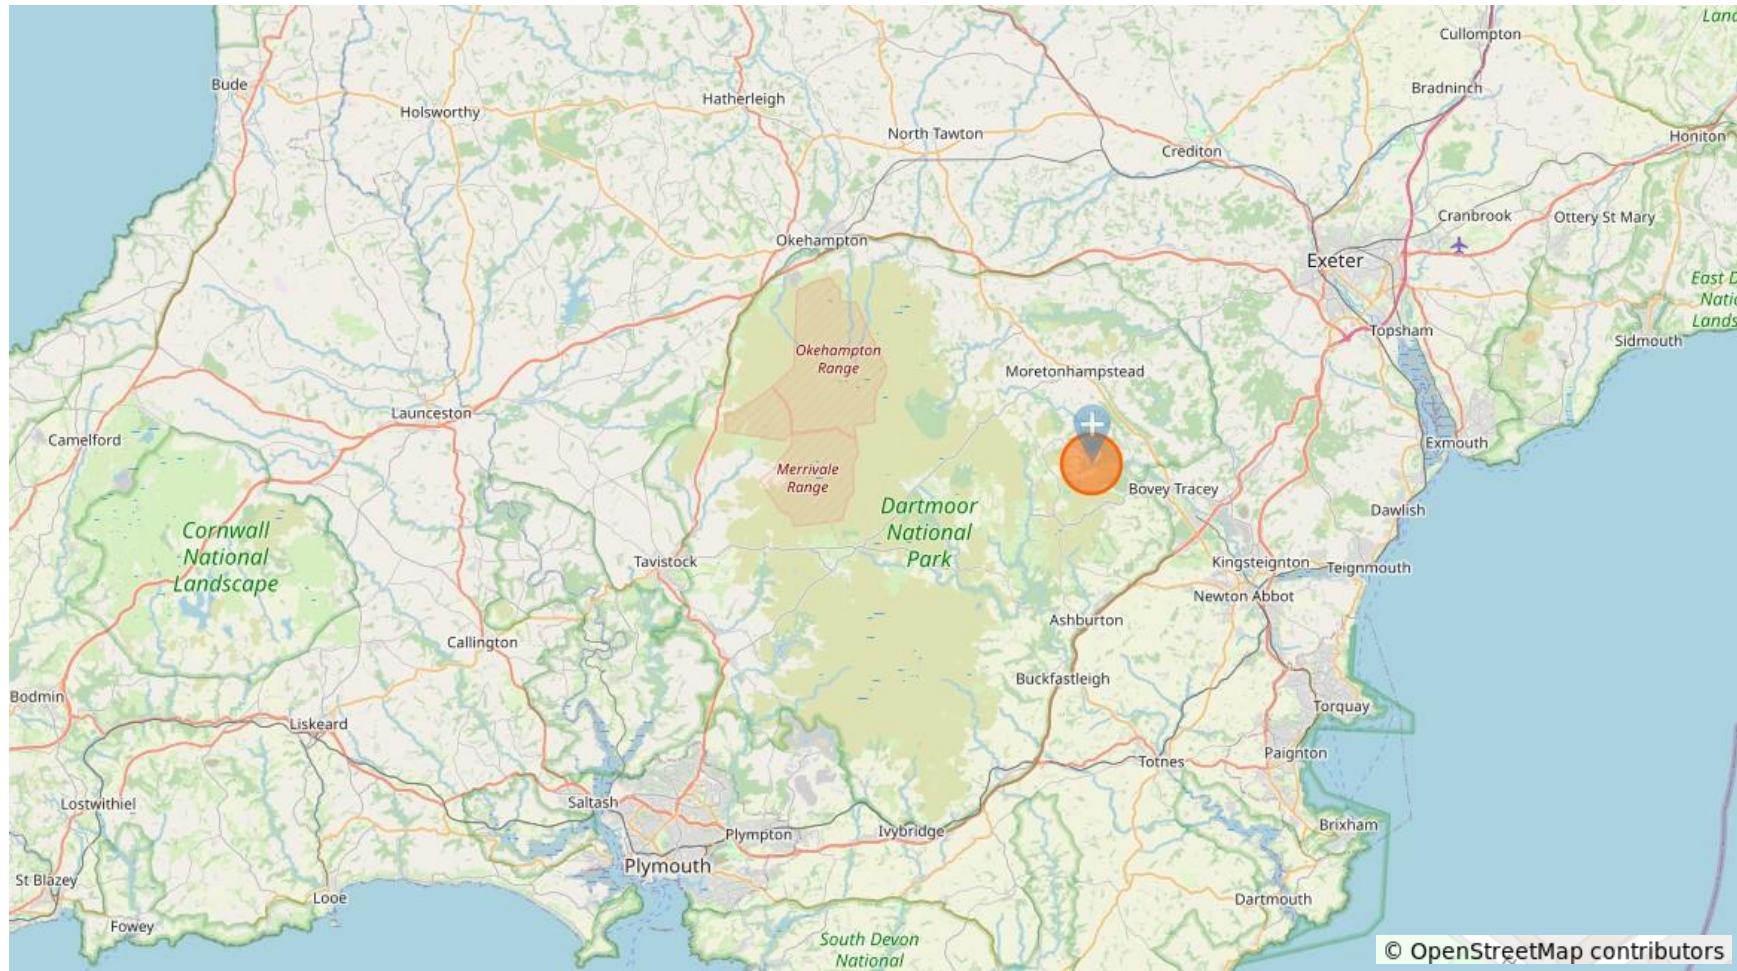 Land
Cullompton
Bude
Bradninch
Hatherleigh
Holsworthy
North Tawton
Honiton
Crediton
Cranbrook
Ottery St Mary
Okehampton
Exeter
East D
Natio
Lands
Topsham
Sidmouth
Okehampton
Range
Moretonhampstead
Launceston
Camelford
Exmouth
Merrivale
Range
Bovey Tracey
Dartmoor
National
Park
Dawlish
Cornwall
National
Landscape
Tavistock
Kingsteignton
Teignmouth
Newton Abbot
Ashburton
Callington
Buckfastleigh
Bodmin
Torquay
Liskeard
Paignton
Totnes
Lostwithiel
Saltash
Plympton
Ivybridge
Brixham
Plymouth
St Blazey
Looe
Dartmouth
Fowey
South Devon
National
© OpenStreetMap contributors